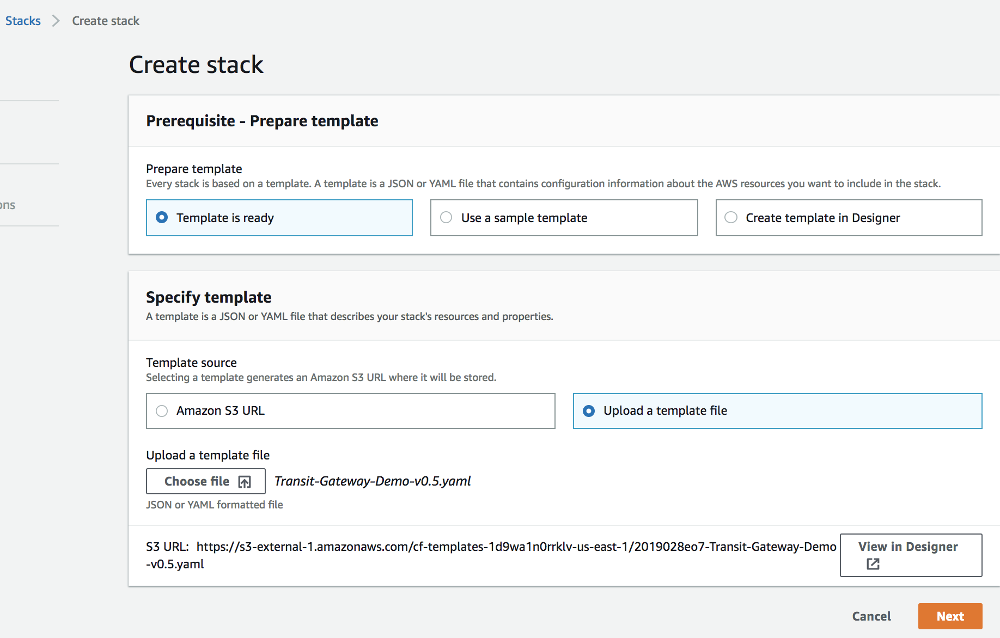 Stacks > Create stack
Create stack
Prerequisite - Prepare template
Prepare template
Every stack is based on a template. A template is a JSON or YAML file that contains configuration information about the AWS resources you want to include in the stack.
Template is ready
Use a sample template
Create template in Designer
ons
Specify template
A template is a JSON or YAML file that describes your stack's resources and properties.
Template source
Selecting a template generates an Amazon S3 URL where it will be stored.
Amazon S3 URL
Upload a template file
Upload a template file
Choose file
Transit-Gateway-Demo-v0.5.yaml
JSON or YAML formatted file
S3 URL: https://s3-external-1.amazonaws.com/cf-templates-1d9wa1n0rrklv-us-east-1/2019028eo7-Transit-Gateway-Demo
-v0.5.yaml
View in Designer
Cancel
Next